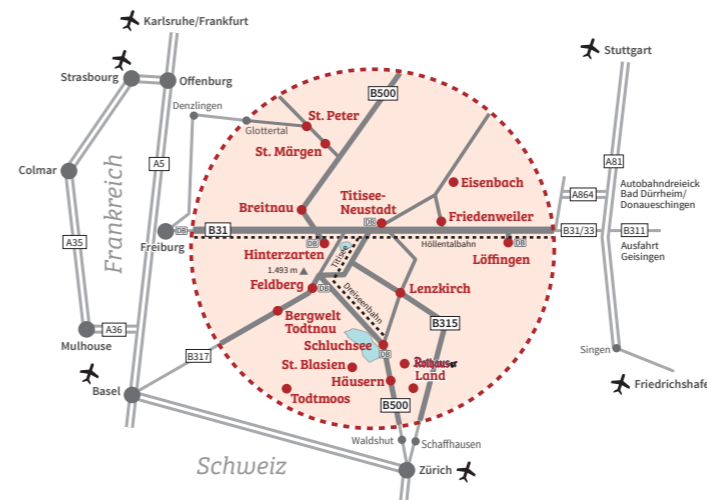 Karlsruhe/Frankfurt
Stuttgart
Strasbourg
Offenburg
B500
Denzlingen
Glottertal
St. Peter
St. Märgen
A5
A81
Colmar
Frankreich
Eisenbach
A864
Autobahndreieick
Bad Dürrheim/
Donaueschingen
Breitnau
Titisee-
Neustadt
Friedenweiler
A35
Freiburg
DB
B31
DB
DB
Höllentalbahn
DB
B31/33
B311
Ausfahrt
Geisingen
Hinterzarten
Titisee
Löffingen
1.493 m
Feldberg
DB
Dreiseenbahn
Lenzkirch
Bergwelt
Todtnau
B315
A36
Mulhouse
Schluchsee
DB
B317
Singen
St. Blasien
Land
Häusern
Basel
Todtmoos
B500
Friedrichshafe
Waldshut
Schaffhausen
Schweiz
Zürich